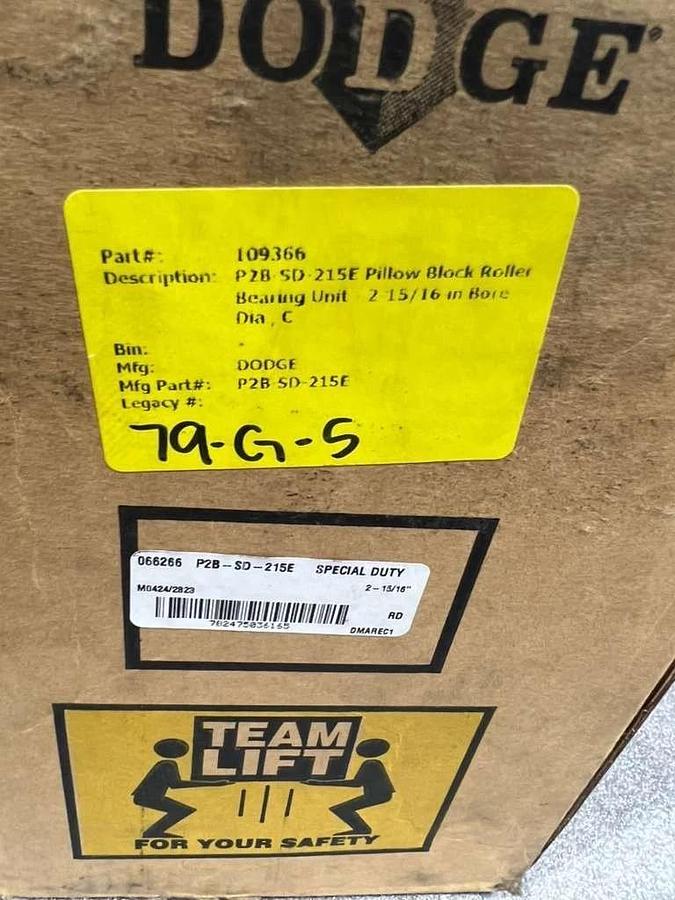 DODGE®
Part#: 109366
Description: P2B-SD-215E Pillow Block Roller
Bearing Unit 2-15/16 in Bore
Dia, C
Bin: -
Mfg: DODGE
Mfg Part#: P2B-SD-215E
Legacy #:
79-G-5
066266 P2B-SD-215E SPECIAL DUTY
M0424/2823 2-15/16"
RD
782475036165
DMAREC1
TEAM
LIFT
FOR YOUR SAFETY